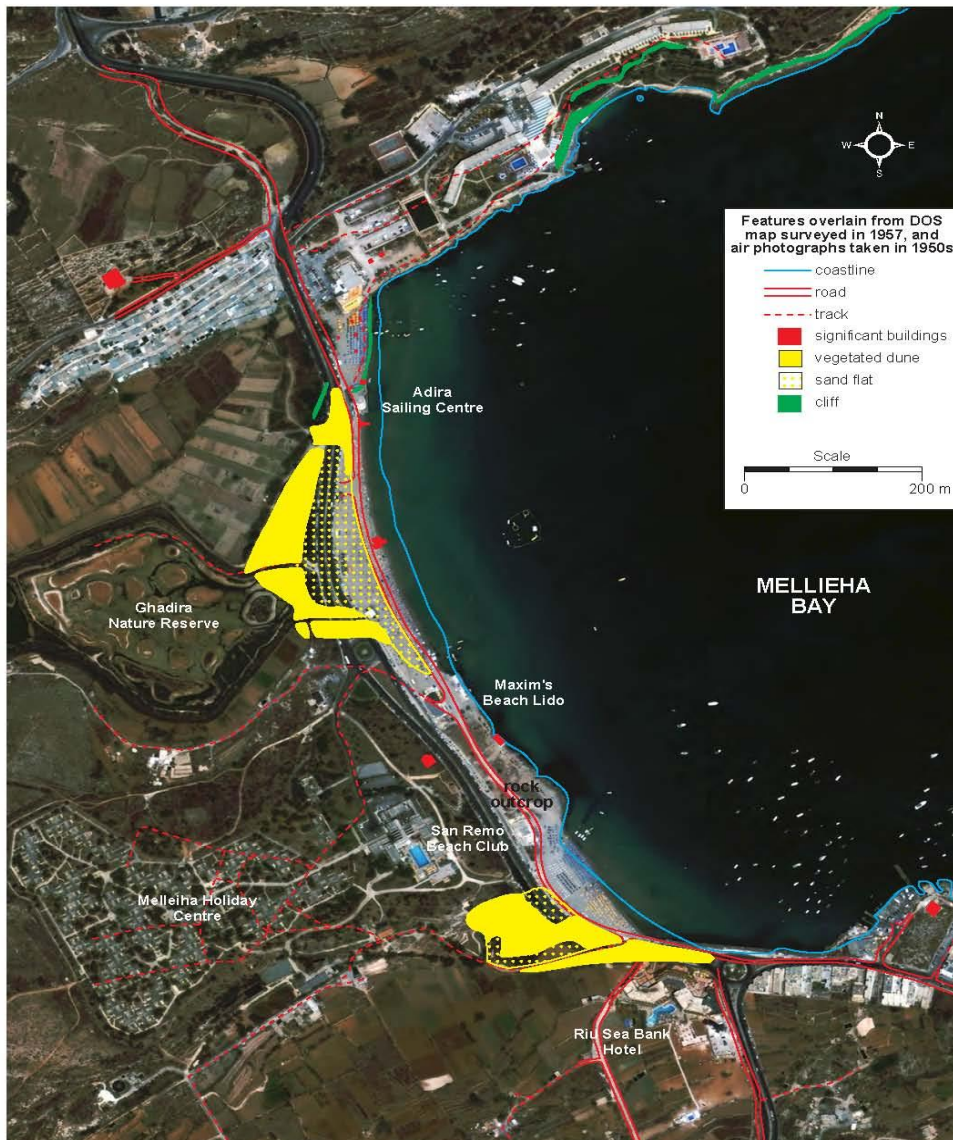 N
W E
S
Features overlain from DOS
map surveyed in 1957, and
air photographs taken in 1950s
coastline
road
track
significant buildings
vegetated dune
sand flat
cliff
Scale
0 200 m
Adira
Sailing Centre
MELLIEHA
BAY
Ghadira
Nature Reserve
Maxim's
Beach Lido
rock
outcrop
San Remo
Beach Club
Melleiha Holiday
Centre
Riu Sea Bank
Hotel